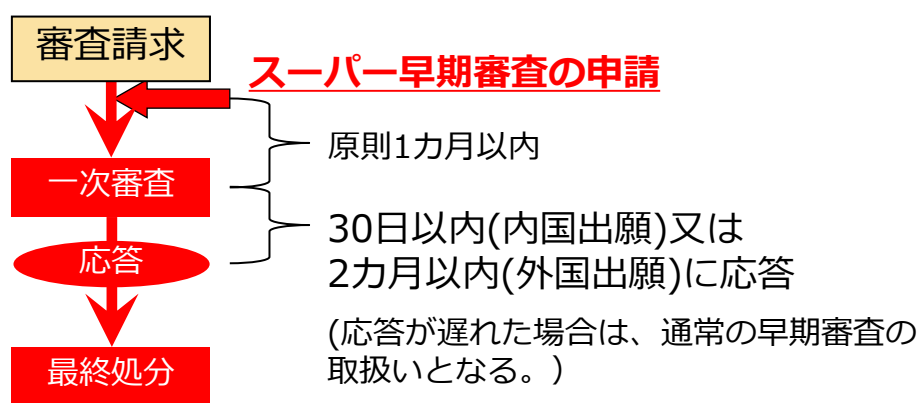 審査請求
スーパー早期審査の申請
原則1カ月以内
一次審査
30日以内(内国出願)又は
2カ月以内(外国出願)に応答
応答
(応答が遅れた場合は、通常の早期審査の
取扱いとなる。）
最終処分